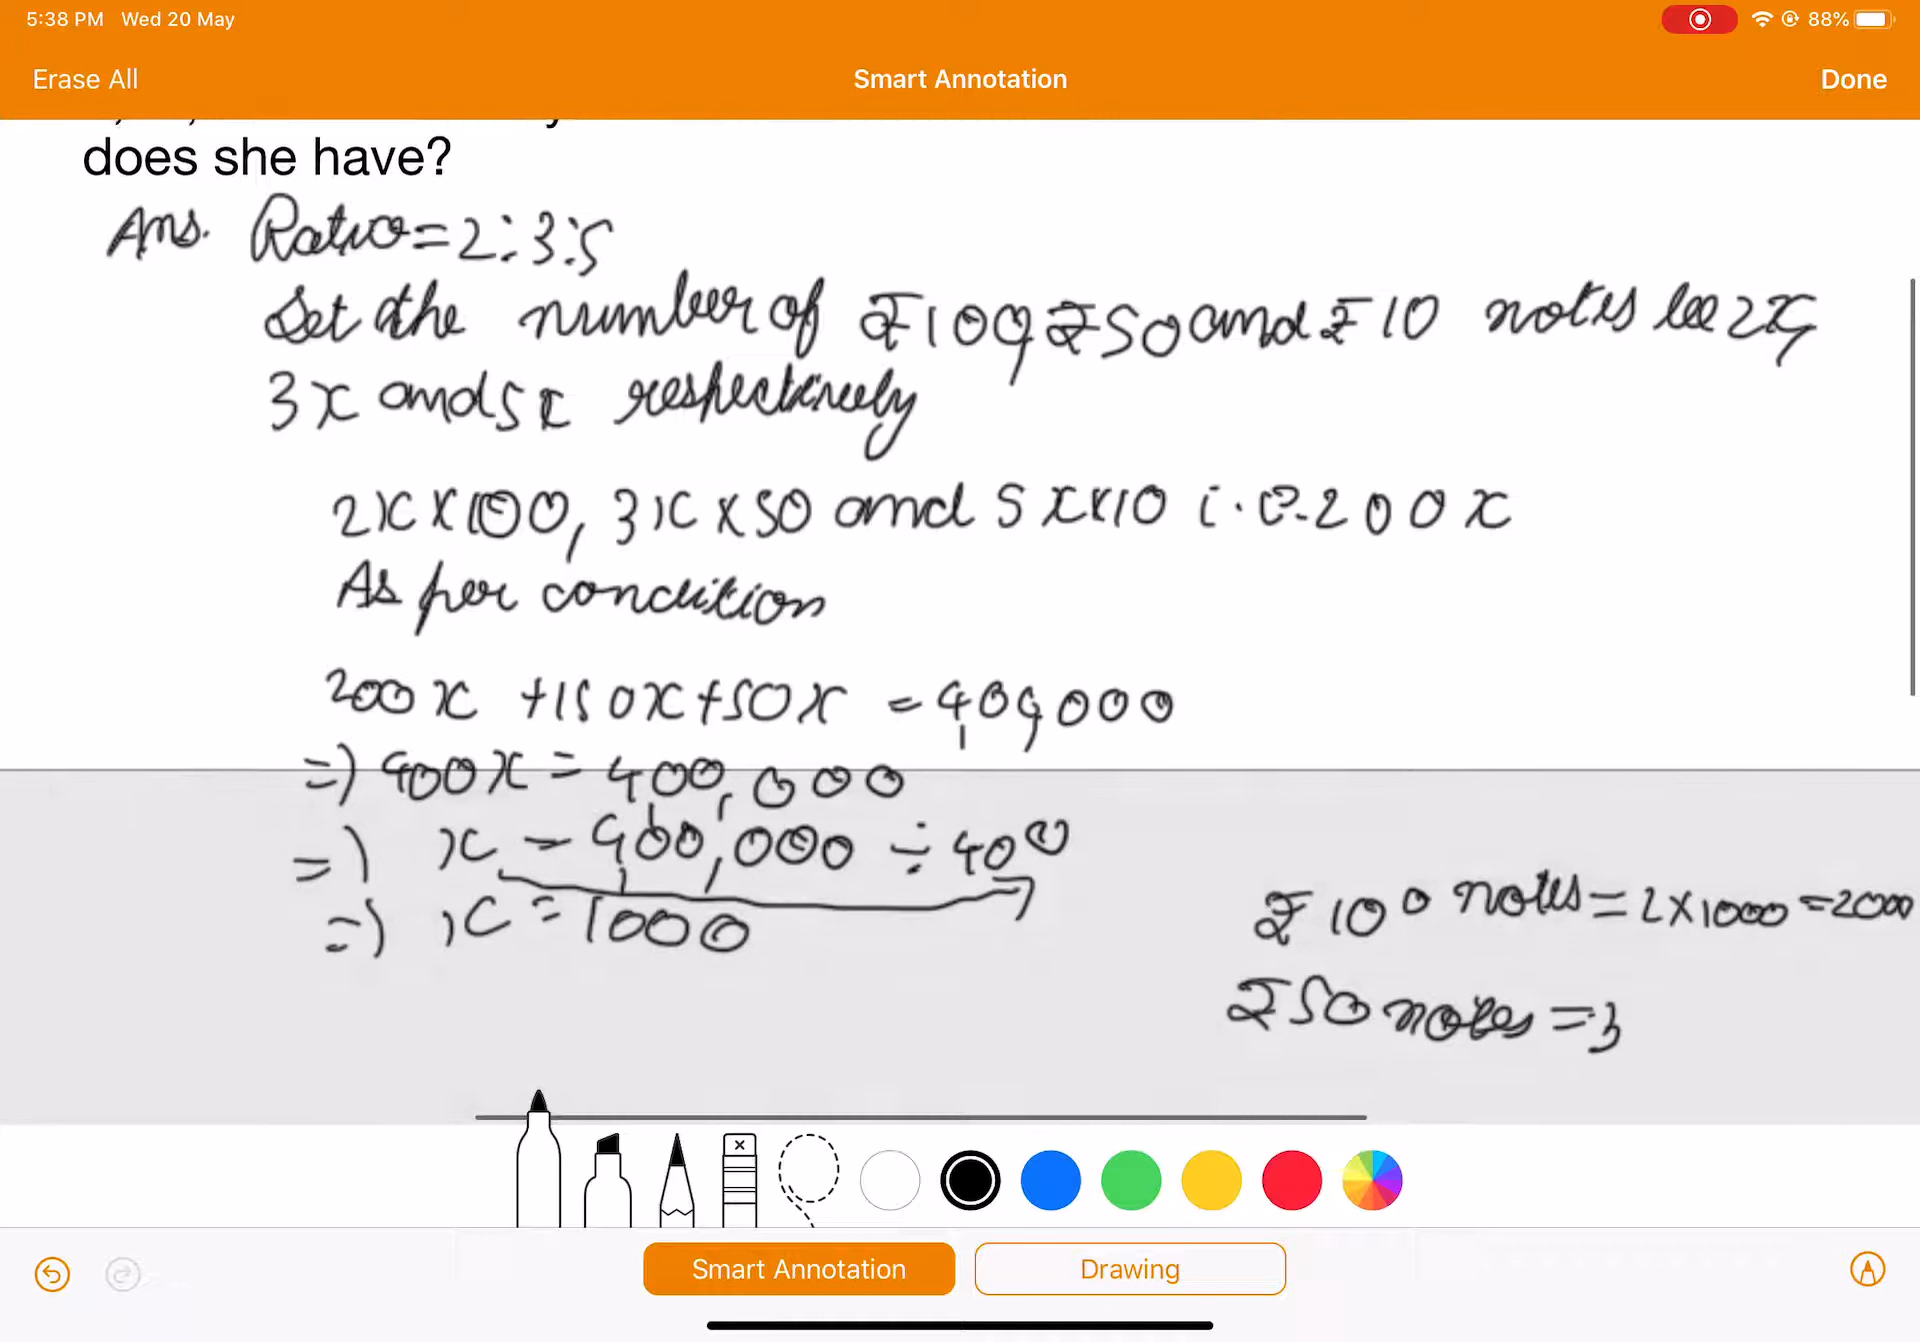 5:38 PM Wed 20 May 88%
Erase All Smart Annotation Done
does she have?
Ans. Ratio=2:3:5
Let the number of ₹100, ₹50 and ₹10 notes be 2x,
3x and 5x respectively
2x×100, 3x×50 and 5x×10 i.e. 200x
As per condition
200x +150x+50x =400,000
=) 400x = 400,000
=) x = 400,000 ÷ 400
=) x = 1000
₹100 notes=2×1000=2000
₹50 notes =3
Smart Annotation Drawing